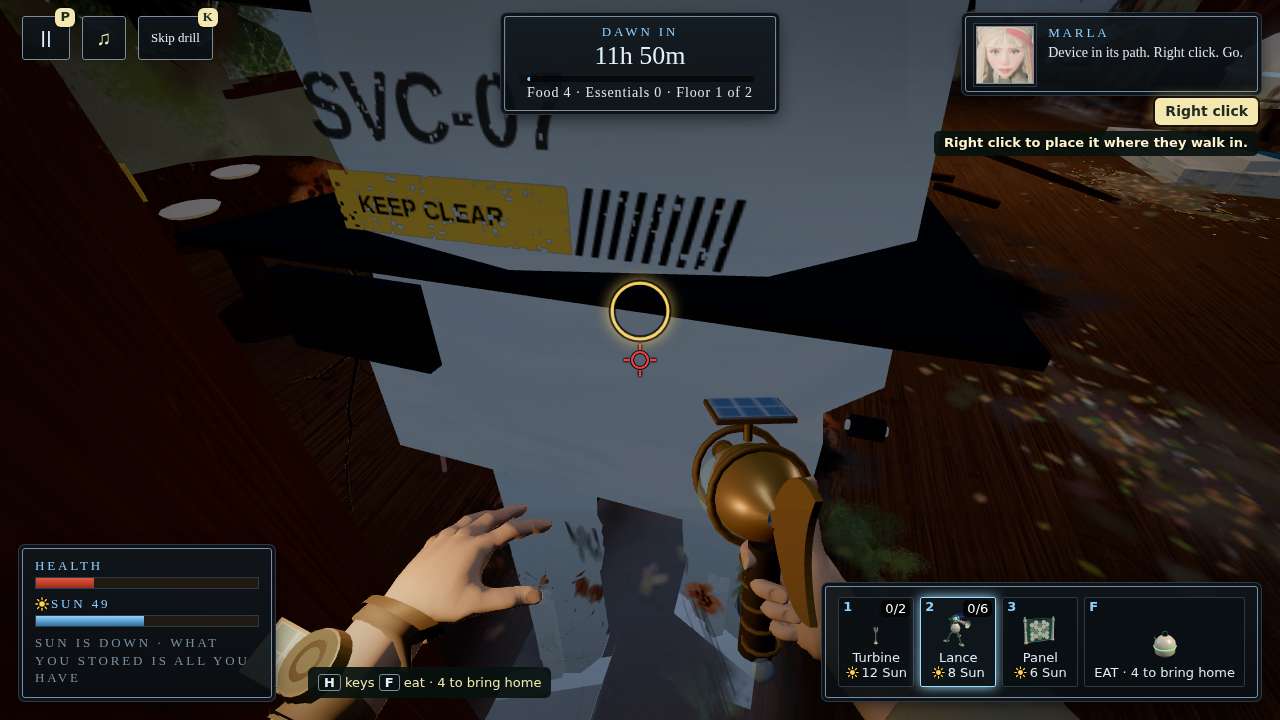 P
K
Skip drill
DAWN IN
11h 50m
Food 4 · Essentials 0 · Floor 1 of 2
MARLA
Device in its path. Right click. Go.
Right click
Right click to place it where they walk in.
SVC-07
KEEP CLEAR
HEALTH
SUN 49
SUN IS DOWN · WHAT
YOU STORED IS ALL YOU
HAVE
H keys F eat · 4 to bring home
1 0/2
Turbine
12 Sun
2 0/6
Lance
8 Sun
3
Panel
6 Sun
F
EAT · 4 to bring home